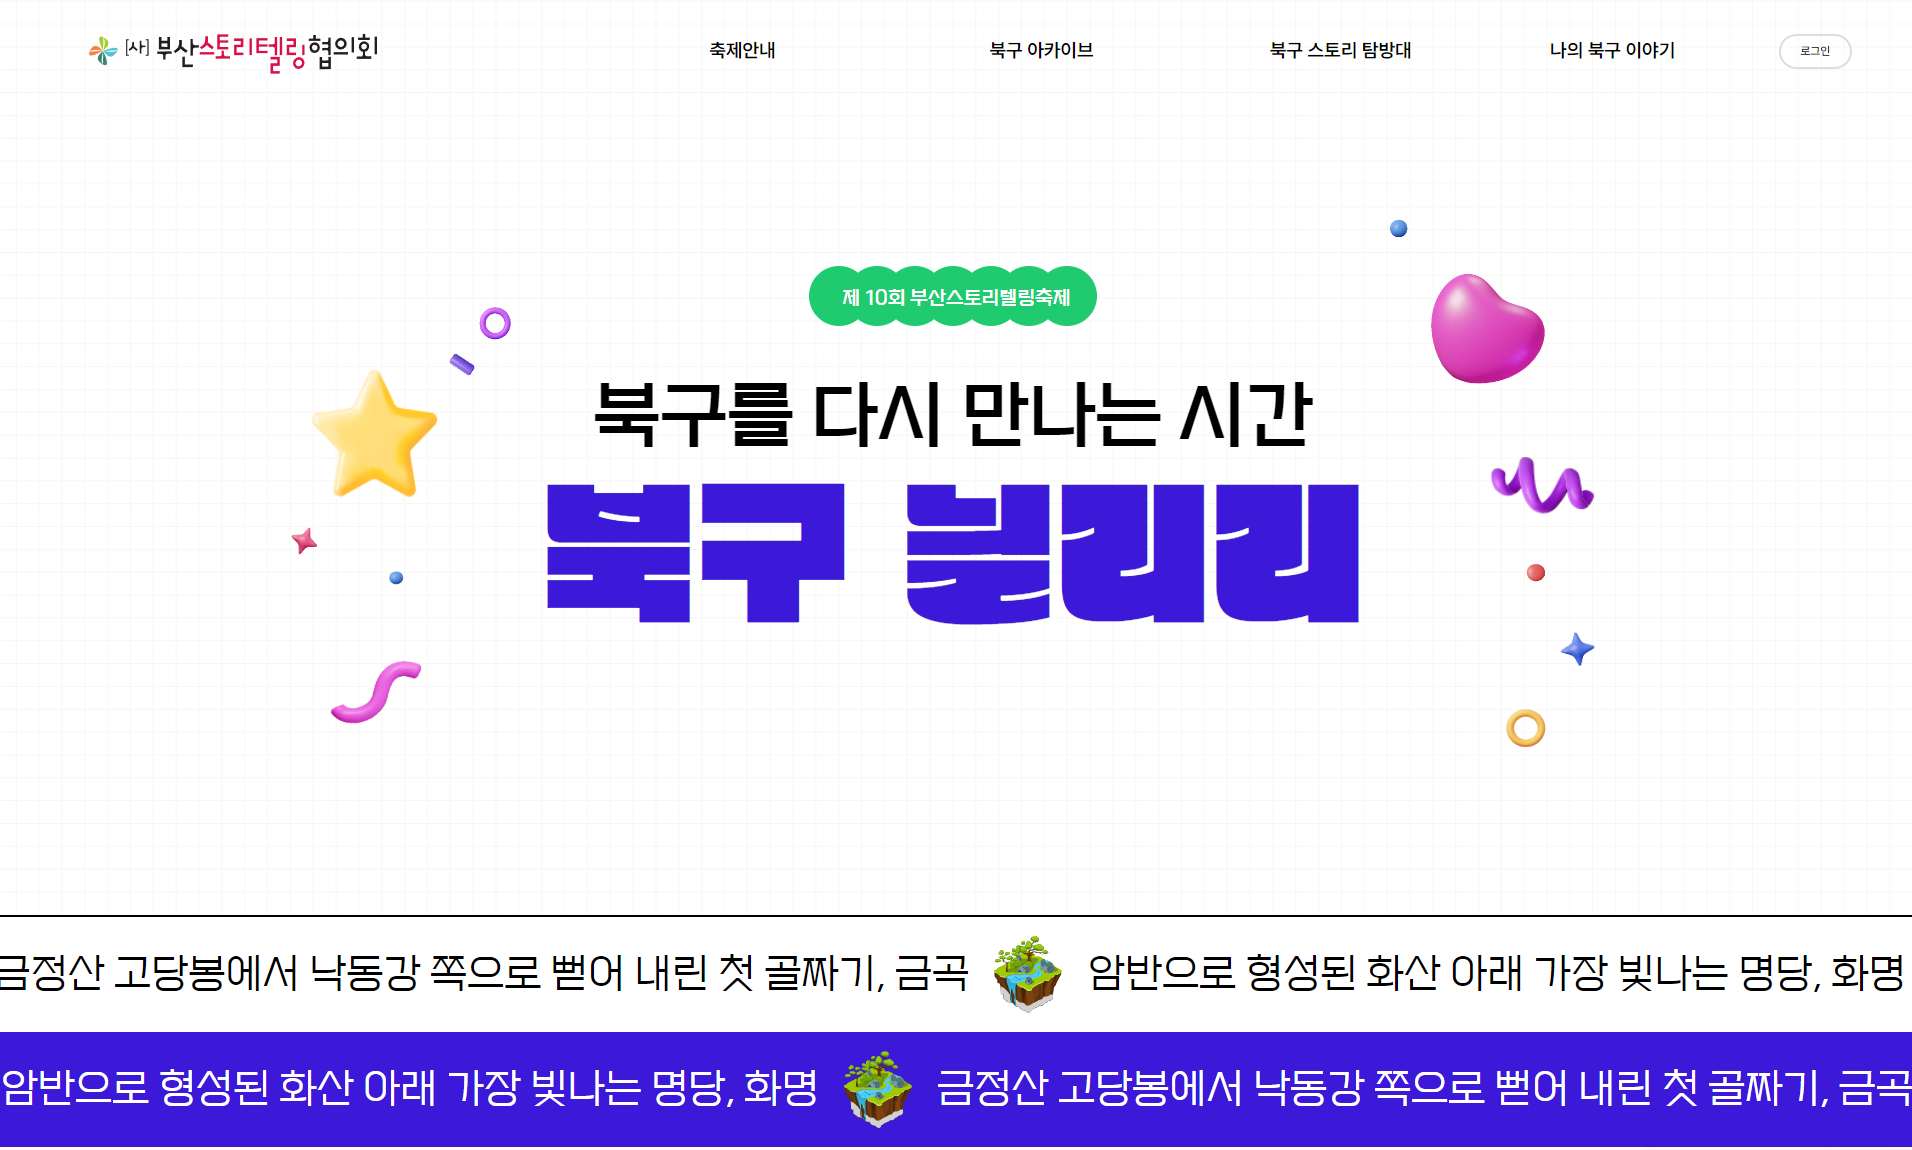 [사] 부산스토리텔링협의회
축제안내
북구 아카이브
북구 스토리 탐방대
나의 북구 이야기
로그인
제 10회 부산스토리텔링축제
북구를 다시 만나는 시간
북구 블리리
금정산 고당봉에서 낙동강 쪽으로 뻗어 내린 첫 골짜기, 금곡
암반으로 형성된 화산 아래 가장 빛나는 명당, 화명
암반으로 형성된 화산 아래 가장 빛나는 명당, 화명
금정산 고당봉에서 낙동강 쪽으로 뻗어 내린 첫 골짜기, 금곡